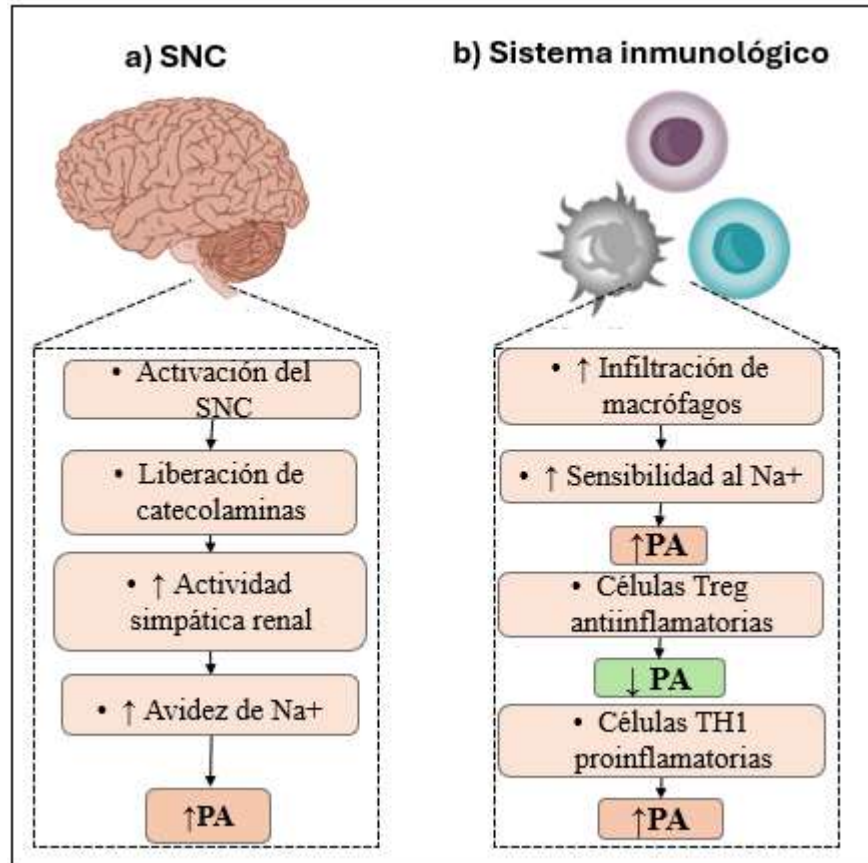 a) SNC
• Activación del
SNC
• Liberación de
catecolaminas
• ↑ Actividad
simpática renal
• ↑ Avidez de Na+
↑PA
b) Sistema inmunológico
• ↑ Infiltración de
macrófagos
• ↑ Sensibilidad al Na+
↑PA
• Células Treg
antiinflamatorias
↓ PA
• Células TH1
proinflamatorias
↑PA